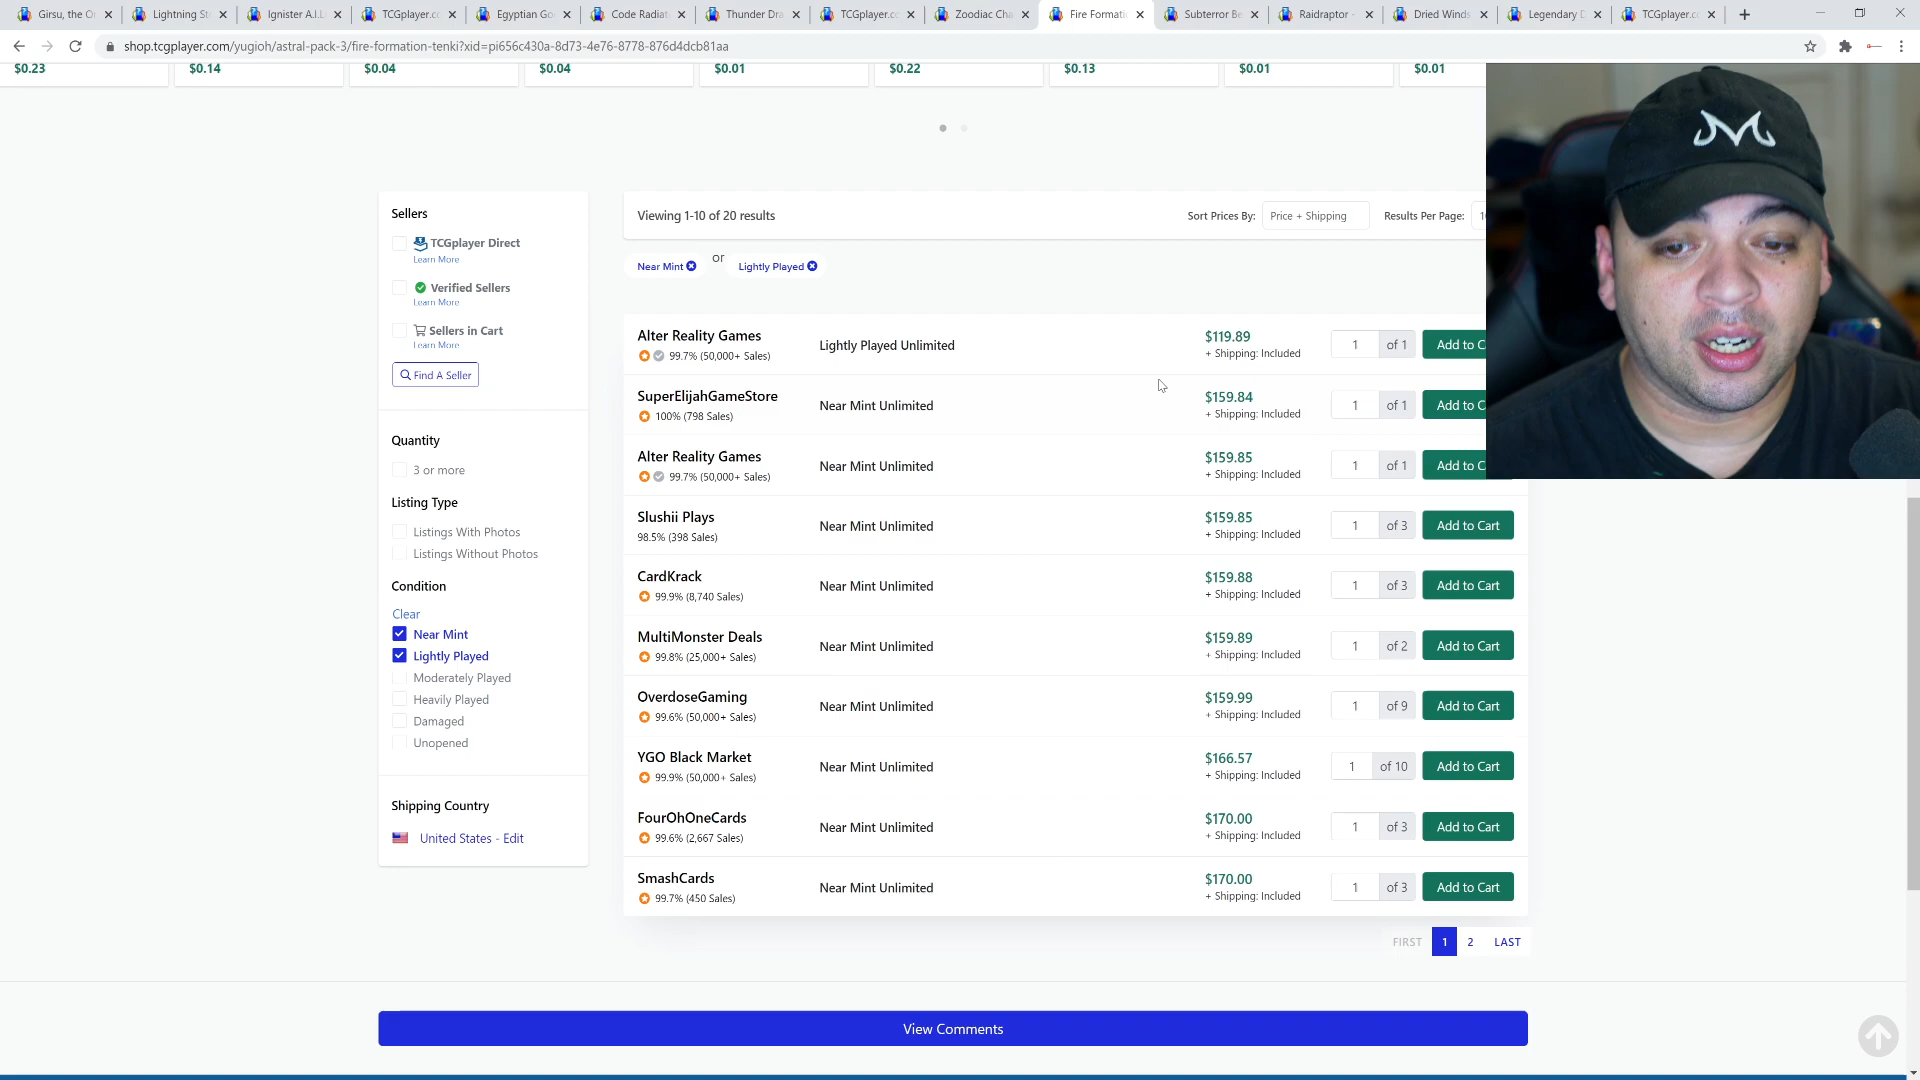 Girsu, the O
Lightning St
Ignister A.I.L
TCGplayer.co
Egyptian Go
Code Radiat
Thunder Dra
TCGplayer.co
Zoodiac Cha
Fire Formati
Subterror Be
Raidraptor -
Dried Winds
Legendary D
TCGplayer.co
shop.tcgplayer.com/yugioh/astral-pack-3/fire-formation-tenki?xid=pi656c430a-8d73-4e76-8778-876d4dcb81aa
$0.23 $0.14 $0.04 $0.04 $0.01 $0.22 $0.13 $0.01 $0.01
Sellers
TCGplayer Direct
Learn More
Verified Sellers
Learn More
Sellers in Cart
Learn More
Find A Seller
Quantity
3 or more
Listing Type
Listings With Photos
Listings Without Photos
Condition
Clear
Near Mint
Lightly Played
Moderately Played
Heavily Played
Damaged
Unopened
Shipping Country
United States - Edit
Viewing 1-10 of 20 results
Sort Prices By: Price + Shipping Results Per Page: 1
Near Mint or Lightly Played
Alter Reality Games
99.7% (50,000+ Sales)
Lightly Played Unlimited
$119.89
+ Shipping: Included
1 of 1 Add to C
SuperElijahGameStore
100% (798 Sales)
Near Mint Unlimited
$159.84
+ Shipping: Included
1 of 1 Add to C
Alter Reality Games
99.7% (50,000+ Sales)
Near Mint Unlimited
$159.85
+ Shipping: Included
1 of 1 Add to C
Slushii Plays
98.5% (398 Sales)
Near Mint Unlimited
$159.85
+ Shipping: Included
1 of 3 Add to Cart
CardKrack
99.9% (8,740 Sales)
Near Mint Unlimited
$159.88
+ Shipping: Included
1 of 3 Add to Cart
MultiMonster Deals
99.8% (25,000+ Sales)
Near Mint Unlimited
$159.89
+ Shipping: Included
1 of 2 Add to Cart
OverdoseGaming
99.6% (50,000+ Sales)
Near Mint Unlimited
$159.99
+ Shipping: Included
1 of 9 Add to Cart
YGO Black Market
99.9% (50,000+ Sales)
Near Mint Unlimited
$166.57
+ Shipping: Included
1 of 10 Add to Cart
FourOhOneCards
99.6% (2,667 Sales)
Near Mint Unlimited
$170.00
+ Shipping: Included
1 of 3 Add to Cart
SmashCards
99.7% (450 Sales)
Near Mint Unlimited
$170.00
+ Shipping: Included
1 of 3 Add to Cart
FIRST 1 2 LAST
View Comments